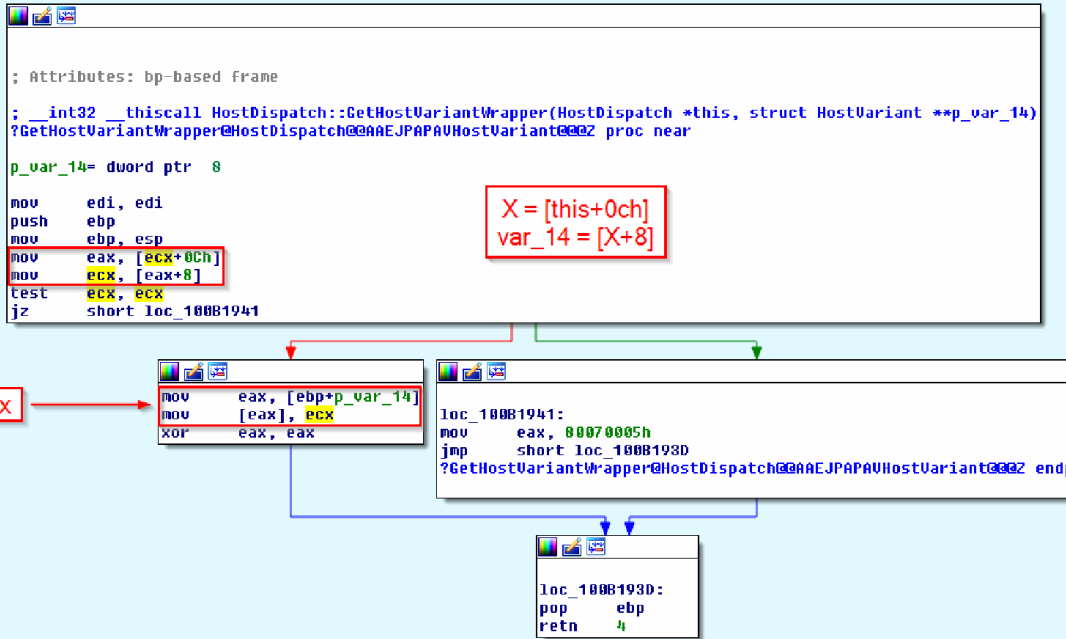 ; Attributes: bp-based frame
; __int32 __thiscall HostDispatch::GetHostVariantWrapper(HostDispatch *this, struct HostVariant **p_var_14)
?GetHostVariantWrapper@HostDispatch@@AAEJPAPAVHostVariant@@@Z proc near
p_var_14= dword ptr  8
mov     edi, edi
push    ebp
mov     ebp, esp
mov     eax, [ecx+0Ch]
mov     ecx, [eax+8]
test    ecx, ecx
jz      short loc_100B1941
X = [this+0ch]
var_14 = [X+8]
X
mov     eax, [ebp+p_var_14]
mov     [eax], ecx
xor     eax, eax
loc_100B1941:
mov     eax, 80070005h
jmp     short loc_100B193D
?GetHostVariantWrapper@HostDispatch@@AAEJPAPAVHostVariant@@@Z end
loc_100B193D:
pop     ebp
retn    4